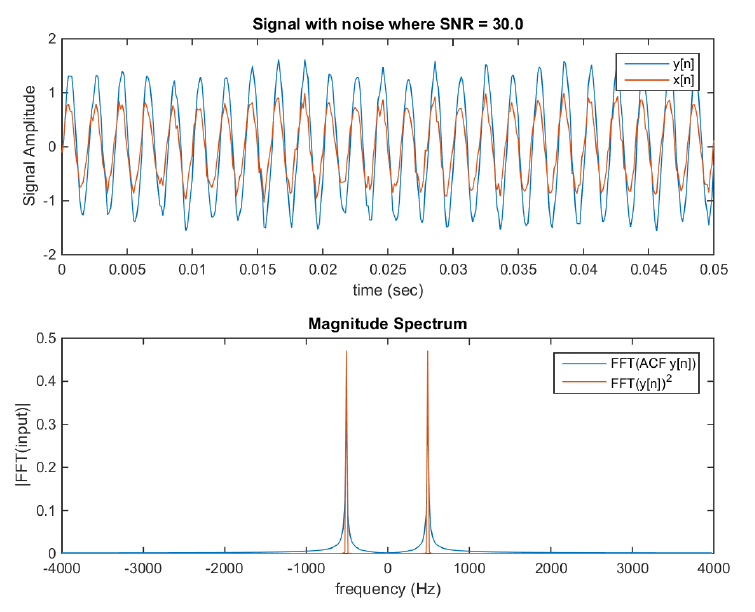 Signal with noise where SNR = 30.0
2
1
0
-1
-2
Signal Amplitude
y[n]
x[n]
0 0.005 0.01 0.015 0.02 0.025 0.03 0.035 0.04 0.045 0.05
time (sec)
Magnitude Spectrum
0.5
0.4
0.3
0.2
0.1
0
|FFT(input)|
FFT(ACF y[n])
FFT(y[n])²
-4000 -3000 -2000 -1000 0 1000 2000 3000 4000
frequency (Hz)